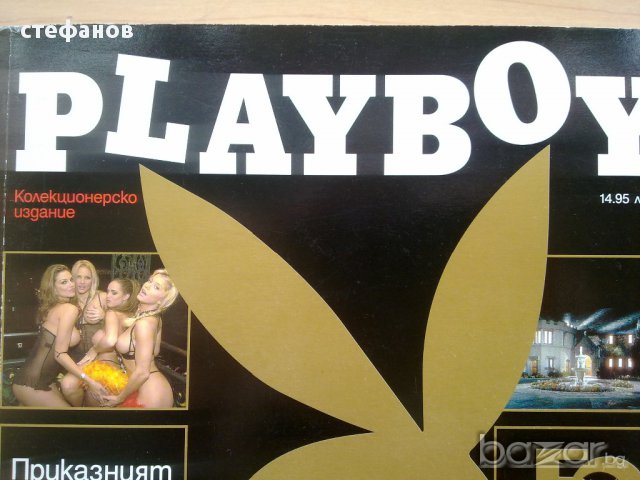 стефанов
PLAYBOY
Колекционерско
издание
14.95 л
Приказният
bazar.bg